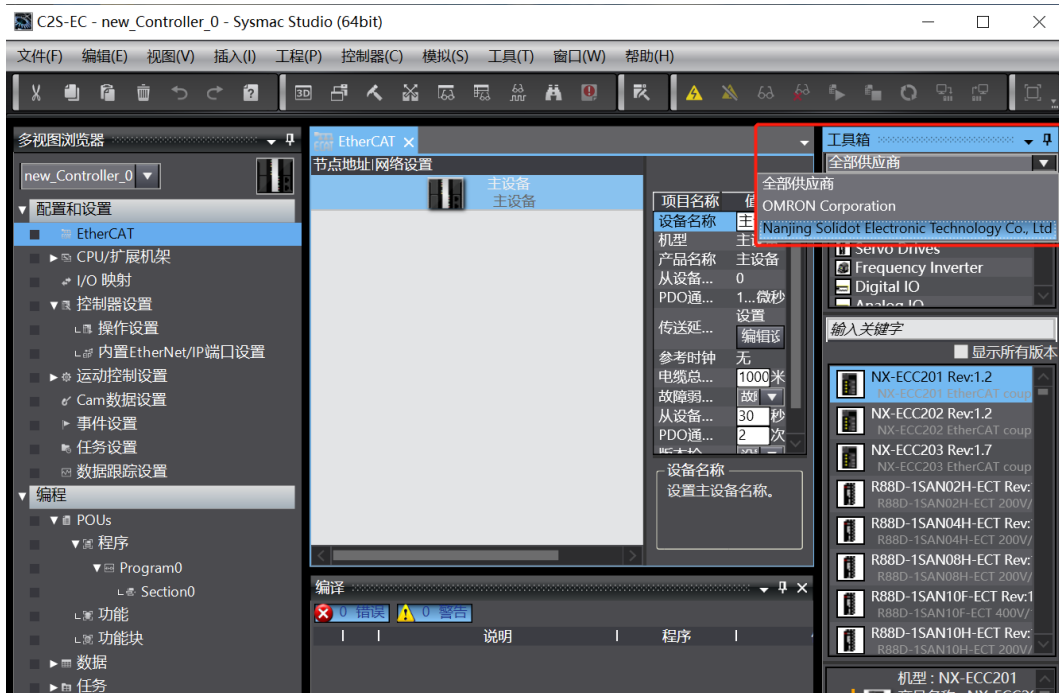 C2S-EC - new_Controller_0 - Sysmac Studio (64bit)
文件(F) 编辑(E) 视图(V) 插入(I) 工程(P) 控制器(C) 模拟(S) 工具(T) 窗口(W) 帮助(H)
多视图浏览器
new_Controller_0
配置和设置
EtherCAT
CPU/扩展机架
I/O 映射
控制器设置
操作设置
内置EtherNet/IP端口设置
运动控制设置
Cam数据设置
事件设置
任务设置
数据跟踪设置
编程
POUs
程序
Program0
Section0
功能
功能块
数据
任务
EtherCAT
节点地址|网络设置
主设备
主设备
项目名称
设备名称 主
机型
产品名称 主设备
从设备... 0
PDO通... 1...微秒
传送延... 设置
编辑设
参考时钟 无
电缆总... 1000 米
故障弱... 故
从设备... 30 秒
PDO通... 2 次
设备名称
设置主设备名称。
编译
0 错误 0 警告
说明 程序
工具箱
全部供应商
全部供应商
OMRON Corporation
Nanjing Solidot Electronic Technology Co., Ltd
Servo Drives
Frequency Inverter
Digital IO
Analog IO
输入关键字
显示所有版本
NX-ECC201 Rev:1.2
NX-ECC201 EtherCAT coup
NX-ECC202 Rev:1.2
NX-ECC202 EtherCAT coup
NX-ECC203 Rev:1.7
NX-ECC203 EtherCAT coup
R88D-1SAN02H-ECT Rev:
R88D-1SAN02H-ECT 200V/
R88D-1SAN04H-ECT Rev:
R88D-1SAN04H-ECT 200V/
R88D-1SAN08H-ECT Rev:
R88D-1SAN08H-ECT 200V/
R88D-1SAN10F-ECT Rev:1
R88D-1SAN10F-ECT 400V/
R88D-1SAN10H-ECT Rev:
R88D-1SAN10H-ECT 200V/
机型 : NX-ECC201